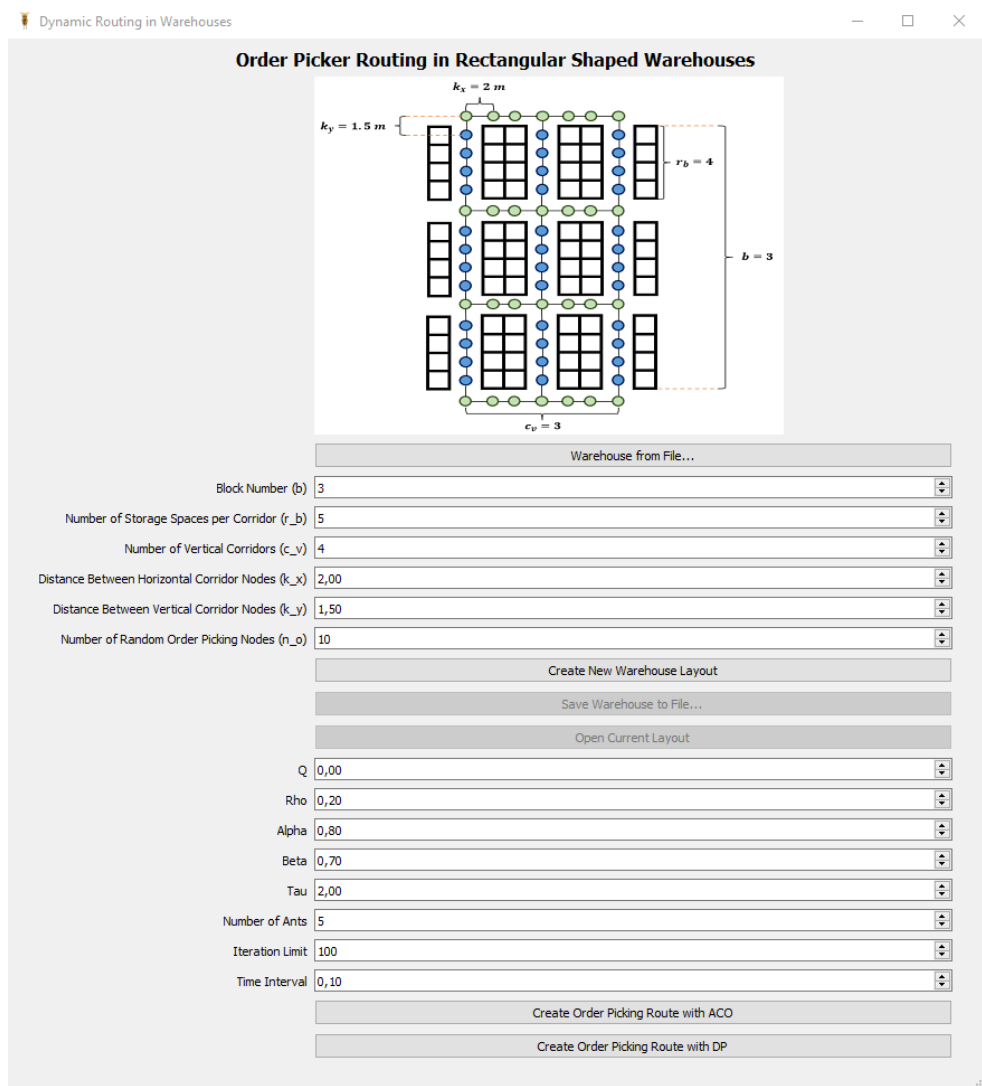 Dynamic Routing in Warehouses
Order Picker Routing in Rectangular Shaped Warehouses
k_x = 2 m
k_y = 1.5 m
r_b = 4
b = 3
c_v = 3
Warehouse from File...
Block Number (b) 3
Number of Storage Spaces per Corridor (r_b) 5
Number of Vertical Corridors (c_v) 4
Distance Between Horizontal Corridor Nodes (k_x) 2,00
Distance Between Vertical Corridor Nodes (k_y) 1,50
Number of Random Order Picking Nodes (n_o) 10
Create New Warehouse Layout
Save Warehouse to File...
Open Current Layout
Q 0,00
Rho 0,20
Alpha 0,80
Beta 0,70
Tau 2,00
Number of Ants 5
Iteration Limit 100
Time Interval 0,10
Create Order Picking Route with ACO
Create Order Picking Route with DP